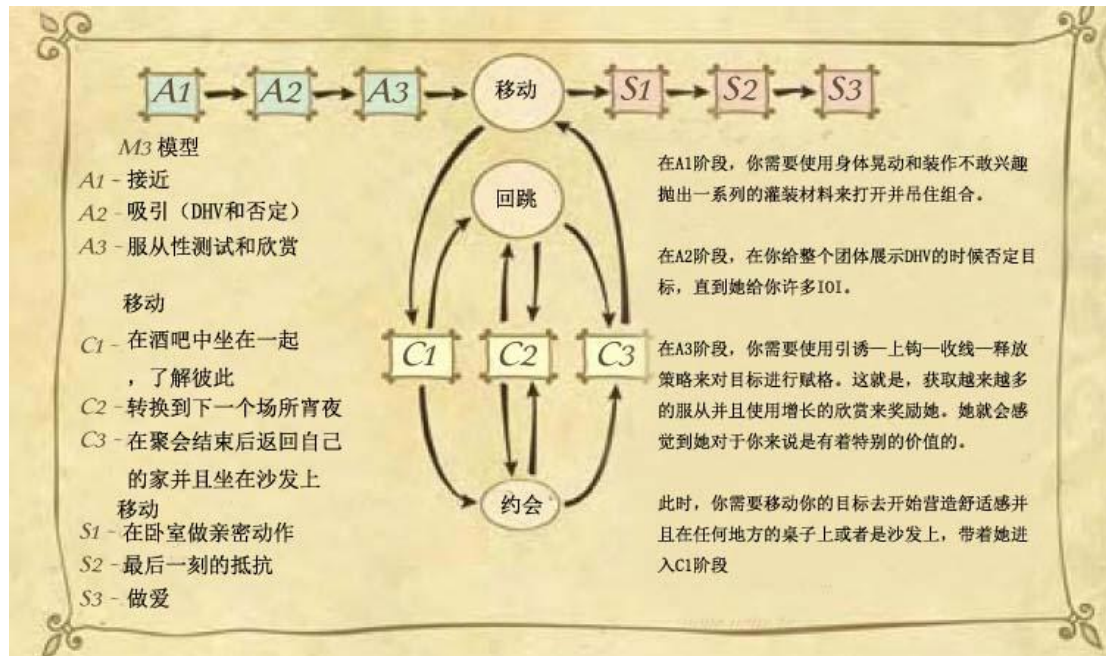 A1 A2 A3 移动 S1 S2 S3
回跳
C1 C2 C3
约会
M3 模型
A1 - 接近
A2 - 吸引（DHV和否定）
A3 - 服从性测试和欣赏
移动
C1 - 在酒吧中坐在一起
，了解彼此
C2 - 转换到下一个场所宵夜
C3 - 在聚会结束后返回自己
的家并且坐在沙发上
移动
S1 - 在卧室做亲密动作
S2 - 最后一刻的抵抗
S3 - 做爱
在A1阶段，你需要使用身体晃动和装作不敢兴趣
抛出一系列的灌装材料来打开并吊住组合。
在A2阶段，在你给整个团体展示DHV的时候否定目
标，直到她给你许多IOI。
在A3阶段，你需要使用引诱—上钩—收线—释放
策略来对目标进行赋格。这就是，获取越来越多
的服从并且使用增长的欣赏来奖励她。她就会感
觉到她对于你来说是有着特别的价值的。
此时，你需要移动你的目标去开始营造舒适感并
且在任何地方的桌子上或者是沙发上，带着她进
入C1阶段